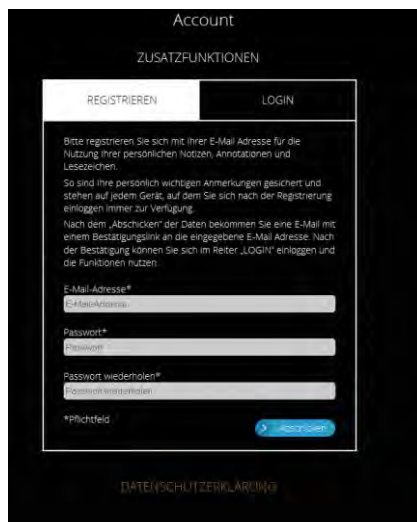 Account
ZUSATZFUNKTIONEN
REGISTRIEREN
LOGIN
Bitte registrieren Sie sich mit Ihrer E-Mail Adresse für die
Nutzung Ihrer persönlichen Notizen, Annotationen und
Lesezeichen.
So sind Ihre persönlich wichtigen Anmerkungen gesichert und
stehen auf jedem Gerät, auf dem Sie sich nach der Registrierung
einloggen immer zur Verfügung.
Nach dem „Abschicken" der Daten bekommen Sie eine E-Mail mit
einem Bestätigungslink an die eingegebene E-Mail Adresse. Nach
der Bestätigung können Sie sich im Reiter „LOGIN" einloggen und
die Funktionen nutzen.
E-Mail-Adresse*
E-Mail-Adresse
Passwort*
Passwort
Passwort wiederholen*
Passwort wiederholen
*Pflichtfeld
> Abschicken
DATENSCHUTZERKLÄRUNG